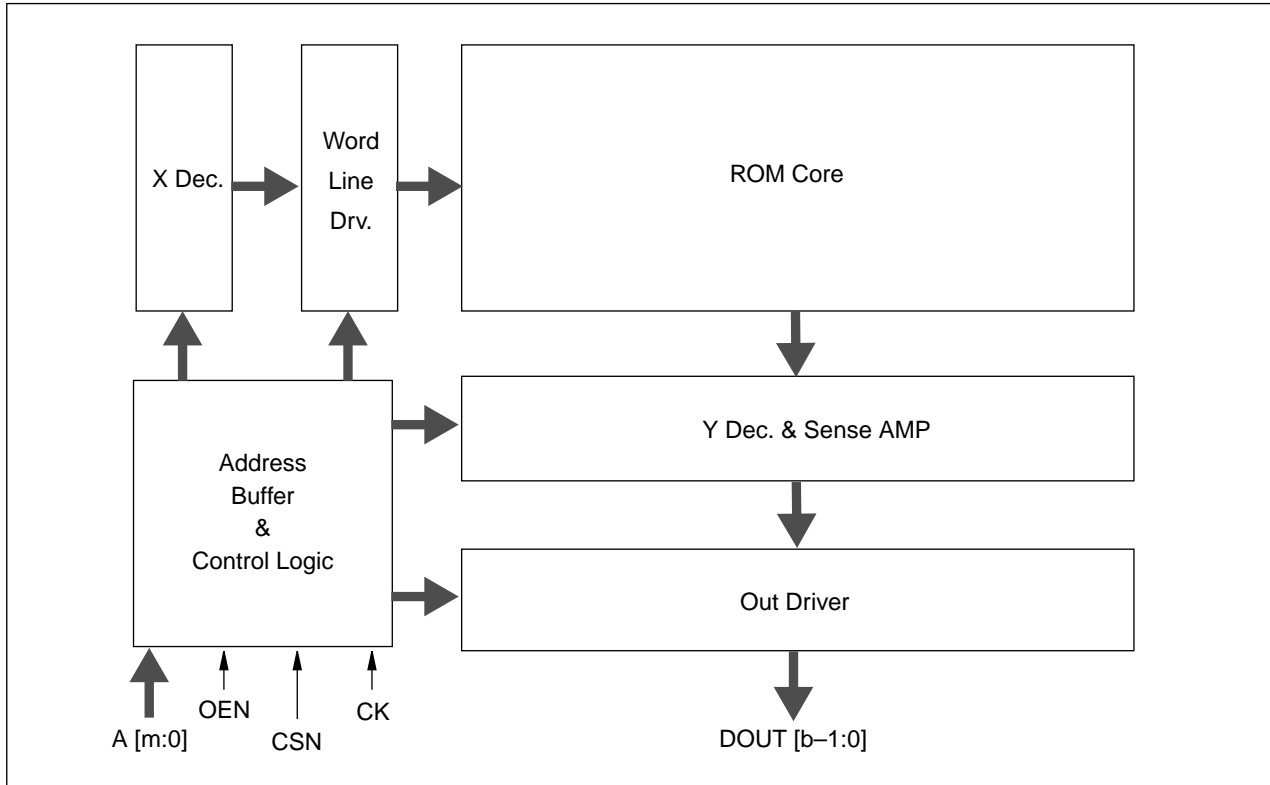 X Dec.
Word
Line
Drv.
ROM Core
Address
Buffer
&
Control Logic
Y Dec. & Sense AMP
Out Driver
OEN
CK
A [m:0]
CSN
DOUT [b–1:0]